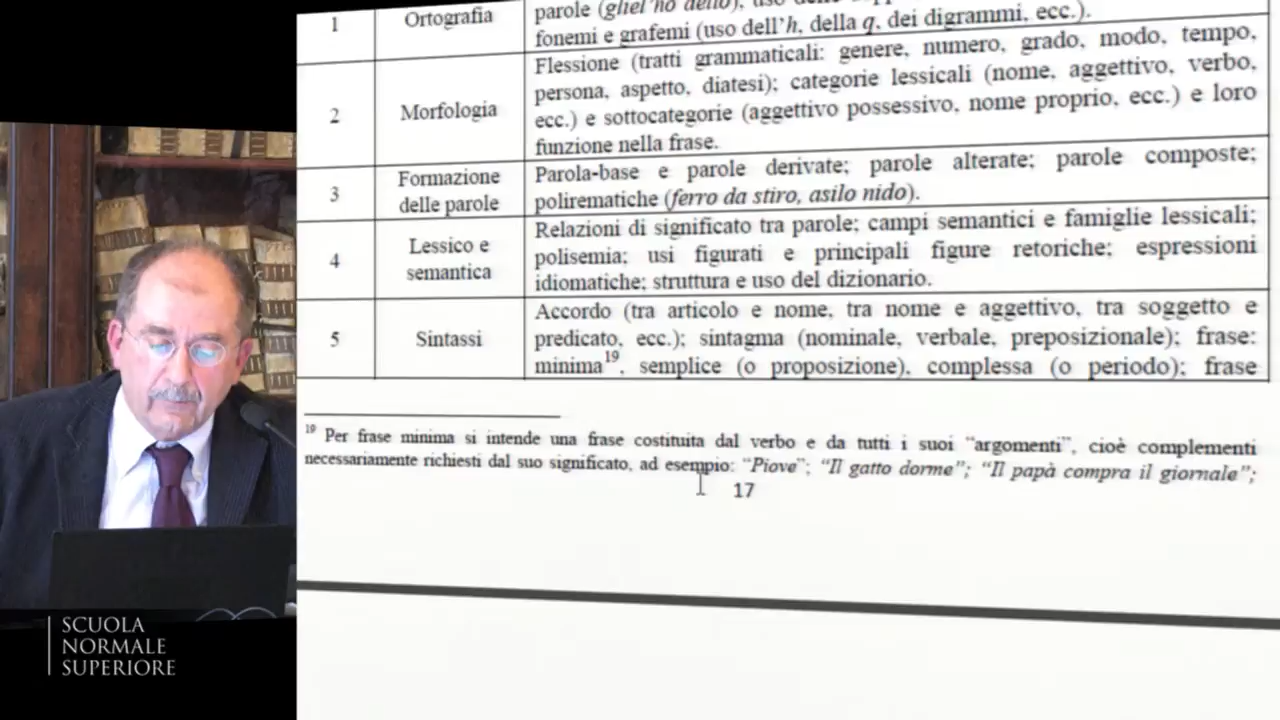 1
Ortografia
parole (gliel'ho detto), uso
fonemi e grafemi (uso dell'h, della q, dei digrammi, ecc.).
2
Morfologia
Flessione (tratti grammaticali: genere, numero, grado, modo, tempo,
persona, aspetto, diatesi); categorie lessicali (nome, aggettivo, verbo,
ecc.) e sottocategorie (aggettivo possessivo, nome proprio, ecc.) e loro
funzione nella frase.
3
Formazione
delle parole
Parola-base e parole derivate; parole alterate; parole composte;
polirematiche (ferro da stiro, asilo nido).
4
Lessico e
semantica
Relazioni di significato tra parole; campi semantici e famiglie lessicali;
polisemia; usi figurati e principali figure retoriche; espressioni
idiomatiche; struttura e uso del dizionario.
5
Sintassi
Accordo (tra articolo e nome, tra nome e aggettivo, tra soggetto e
predicato, ecc.); sintagma (nominale, verbale, preposizionale); frase:
minima19, semplice (o proposizione), complessa (o periodo); frase
19 Per frase minima si intende una frase costituita dal verbo e da tutti i suoi "argomenti", cioè complementi
necessariamente richiesti dal suo significato, ad esempio: "Piove"; "Il gatto dorme"; "Il papà compra il giornale";
17
SCUOLA
NORMALE
SUPERIORE